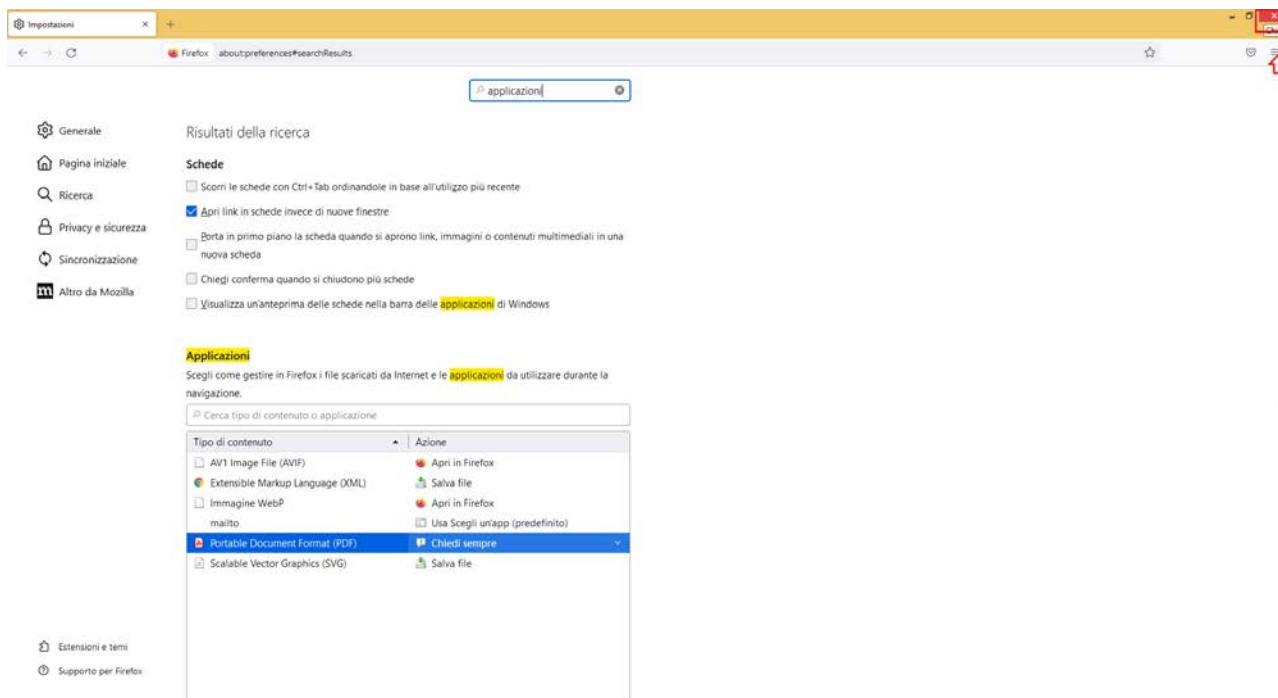 Impostazioni
Firefox about:preferences#searchResults
applicazioni
Generale
Pagina iniziale
Ricerca
Privacy e sicurezza
Sincronizzazione
Altro da Mozilla
Estensioni e temi
Supporto per Firefox
Risultati della ricerca
Schede
Scorri le schede con Ctrl+Tab ordinandole in base all'utilizzo più recente
Apri link in schede invece di nuove finestre
Porta in primo piano la scheda quando si aprono link, immagini o contenuti multimediali in una
nuova scheda
Chiedi conferma quando si chiudono più schede
Visualizza un'anteprima delle schede nella barra delle applicazioni di Windows
Applicazioni
Scegli come gestire in Firefox i file scaricati da Internet e le applicazioni da utilizzare durante la
navigazione.
Cerca tipo di contenuto o applicazione
Tipo di contenuto Azione
AV1 Image File (AVIF) Apri in Firefox
Extensible Markup Language (XML) Salva file
Immagine WebP Apri in Firefox
mailto Usa Scegli un'app (predefinito)
Portable Document Format (PDF) Chiedi sempre
Scalable Vector Graphics (SVG) Salva file